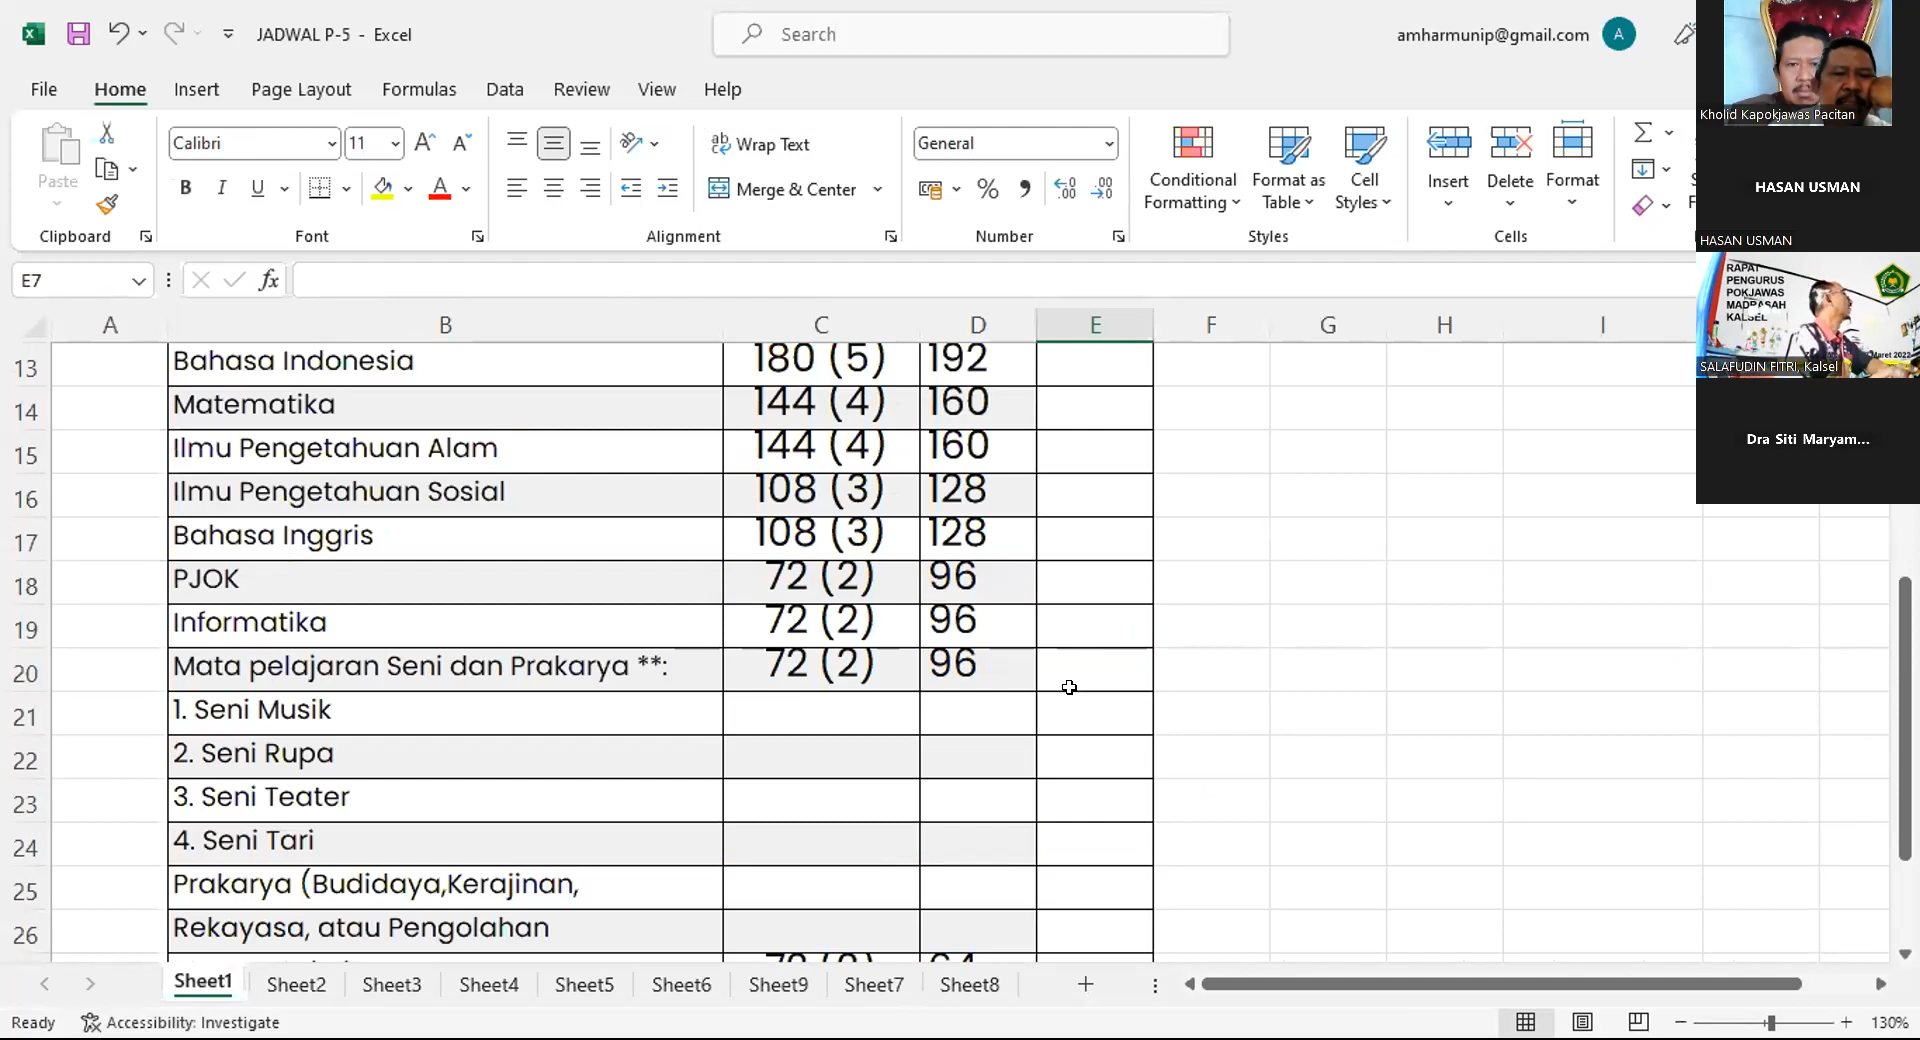 JADWAL P-5 - Excel
Search
amharmunip@gmail.com
A
File Home Insert Page Layout Formulas Data Review View Help
Paste
Clipboard
Calibri
11
B I U
Font
Wrap Text
Merge & Center
Alignment
General
Number
Conditional Formatting
Format as Table
Cell Styles
Styles
Insert
Delete
Format
Cells
E7
fx
A B C D E F G H I
13 Bahasa Indonesia 180 (5) 192
14 Matematika 144 (4) 160
15 Ilmu Pengetahuan Alam 144 (4) 160
16 Ilmu Pengetahuan Sosial 108 (3) 128
17 Bahasa Inggris 108 (3) 128
18 PJOK 72 (2) 96
19 Informatika 72 (2) 96
20 Mata pelajaran Seni dan Prakarya **: 72 (2) 96
21 1. Seni Musik
22 2. Seni Rupa
23 3. Seni Teater
24 4. Seni Tari
25 Prakarya (Budidaya,Kerajinan,
26 Rekayasa, atau Pengolahan
Sheet1 Sheet2 Sheet3 Sheet4 Sheet5 Sheet6 Sheet9 Sheet7 Sheet8
Ready
Accessibility: Investigate
130%
Kholid Kapokjawas Pacitan
HASAN USMAN
HASAN USMAN
RAPAT
PENGURUS
POKJAWAS
MADRASAH
KALSEL
Maret 2022
SALAFUDIN FITRI, Kalsel
Dra Siti Maryam...